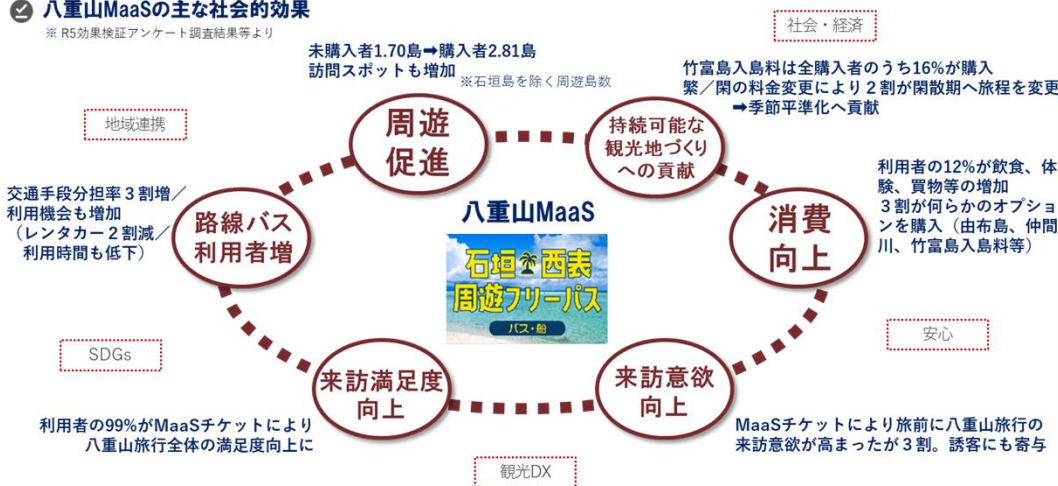 八重山MaaSの主な社会的効果
※ R5効果検証アンケート調査結果等より
社会・経済
未購入者1.70島➡購入者2.81島
訪問スポットも増加
※石垣島を除く周遊島数
竹富島入島料は全購入者のうち16%が購入
繁／閑の料金変更により２割が閑散期へ旅程を変更
➡季節平準化へ貢献
地域連携
周遊
促進
持続可能な
観光地づくり
への貢献
交通手段分担率３割増／
利用機会も増加
（レンタカー２割減／
利用時間も低下）
路線バス
利用者増
八重山MaaS
石垣 西表
周遊フリーパス
バス・船
消費
向上
利用者の12%が飲食、体
験、買物等の増加
３割が何らかのオプショ
ンを購入（由布島、仲間
川、竹富島入島料等）
SDGs
安心
来訪満足度
向上
来訪意欲
向上
利用者の99%がMaaSチケットにより
八重山旅行全体の満足度向上に
MaaSチケットにより旅前に八重山旅行の
来訪意欲が高まったが３割。誘客にも寄与
観光DX